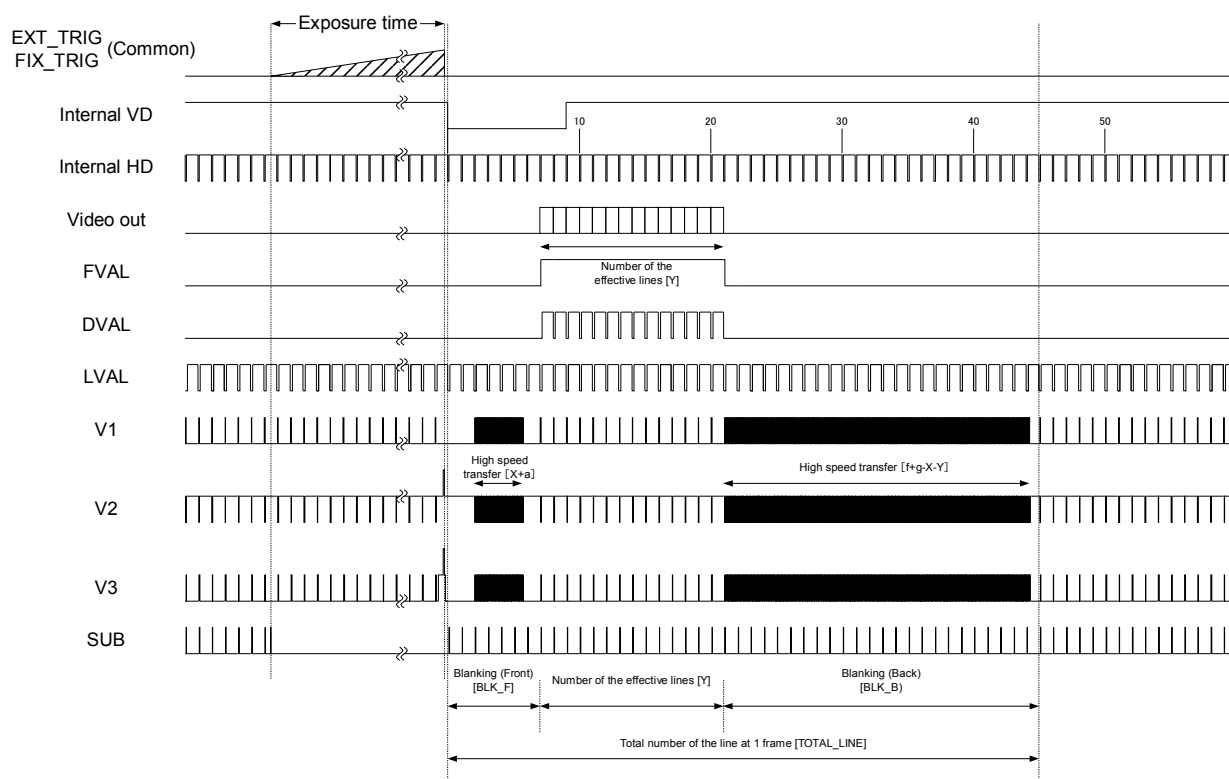 Exposure time
EXT_TRIG
FIX_TRIG
(Common)
Internal VD
10
20
30
40
50
Internal HD
Video out
FVAL
Number of the
effective lines [Y]
DVAL
LVAL
V1
High speed
transfer [X+a]
High speed transfer [f+g-X-Y]
V2
V3
SUB
Blanking (Front)
[BLK_F]
Number of the effective lines [Y]
Blanking (Back)
[BLK_B)
Total number of the line at 1 frame [TOTAL_LINE]